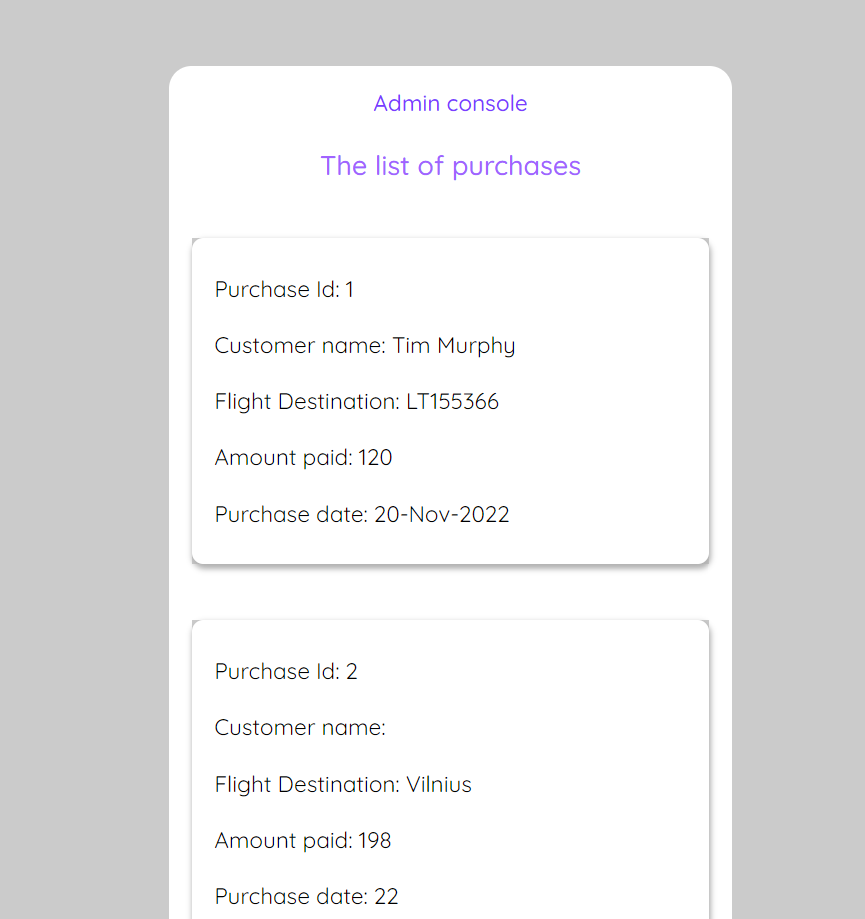 Admin console
The list of purchases
Purchase Id: 1
Customer name: Tim Murphy
Flight Destination: LT155366
Amount paid: 120
Purchase date: 20-Nov-2022
Purchase Id: 2
Customer name:
Flight Destination: Vilnius
Amount paid: 198
Purchase date: 22